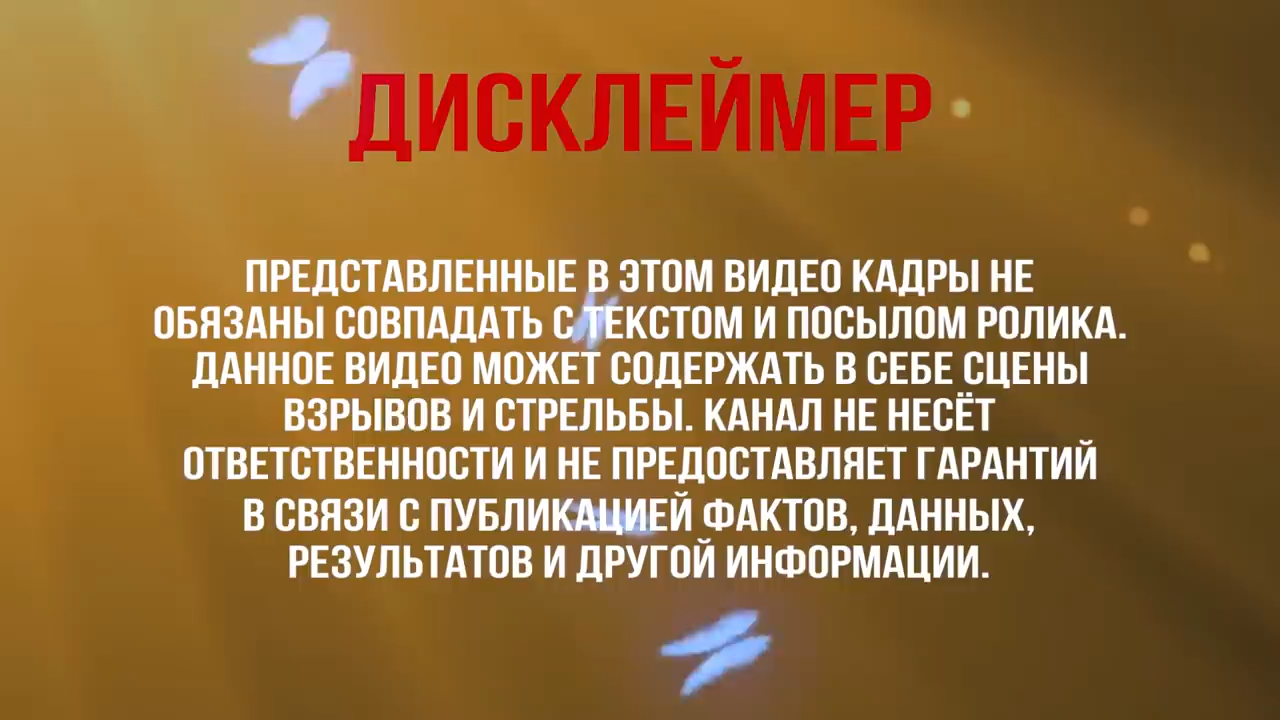 ДИСКЛЕЙМЕР
ПРЕДСТАВЛЕННЫЕ В ЭТОМ ВИДЕО КАДРЫ НЕ
ОБЯЗАНЫ СОВПАДАТЬ С ТЕКСТОМ И ПОСЫЛОМ РОЛИКА.
ДАННОЕ ВИДЕО МОЖЕТ СОДЕРЖАТЬ В СЕБЕ СЦЕНЫ
ВЗРЫВОВ И СТРЕЛЬБЫ. КАНАЛ НЕ НЕСЁТ
ОТВЕТСТВЕННОСТИ И НЕ ПРЕДОСТАВЛЯЕТ ГАРАНТИЙ
В СВЯЗИ С ПУБЛИКАЦИЕЙ ФАКТОВ, ДАННЫХ,
РЕЗУЛЬТАТОВ И ДРУГОЙ ИНФОРМАЦИИ.